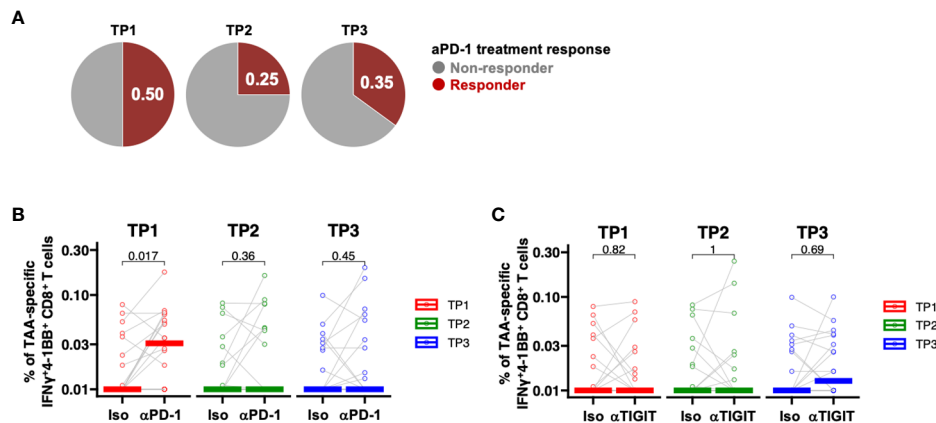 A
TP1
TP2
TP3
0.50
0.25
0.35
aPD-1 treatment response
Non-responder
Responder
B
% of TAA-specific
IFNγ⁺4-1BB⁺ CD8⁺ T cells
0.30
0.10
0.03
0.01
TP1
TP2
TP3
0.017
0.36
0.45
Iso αPD-1
Iso αPD-1
Iso αPD-1
TP1
TP2
TP3
C
% of TAA-specific
IFNγ⁺4-1BB⁺ CD8⁺ T cells
0.30
0.10
0.03
0.01
TP1
TP2
TP3
0.82
1
0.69
Iso αTIGIT
Iso αTIGIT
Iso αTIGIT
TP1
TP2
TP3